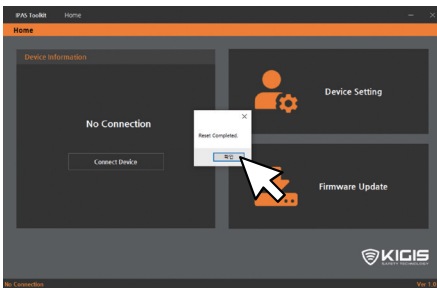 IPAS Toolkit Home
Home
Device Information
No Connection
Connect Device
Device Setting
Reset Completed.
확인
Firmware Update
KIGIS
SAFETY TECHNOLOGY
No Connection
Ver 1.0